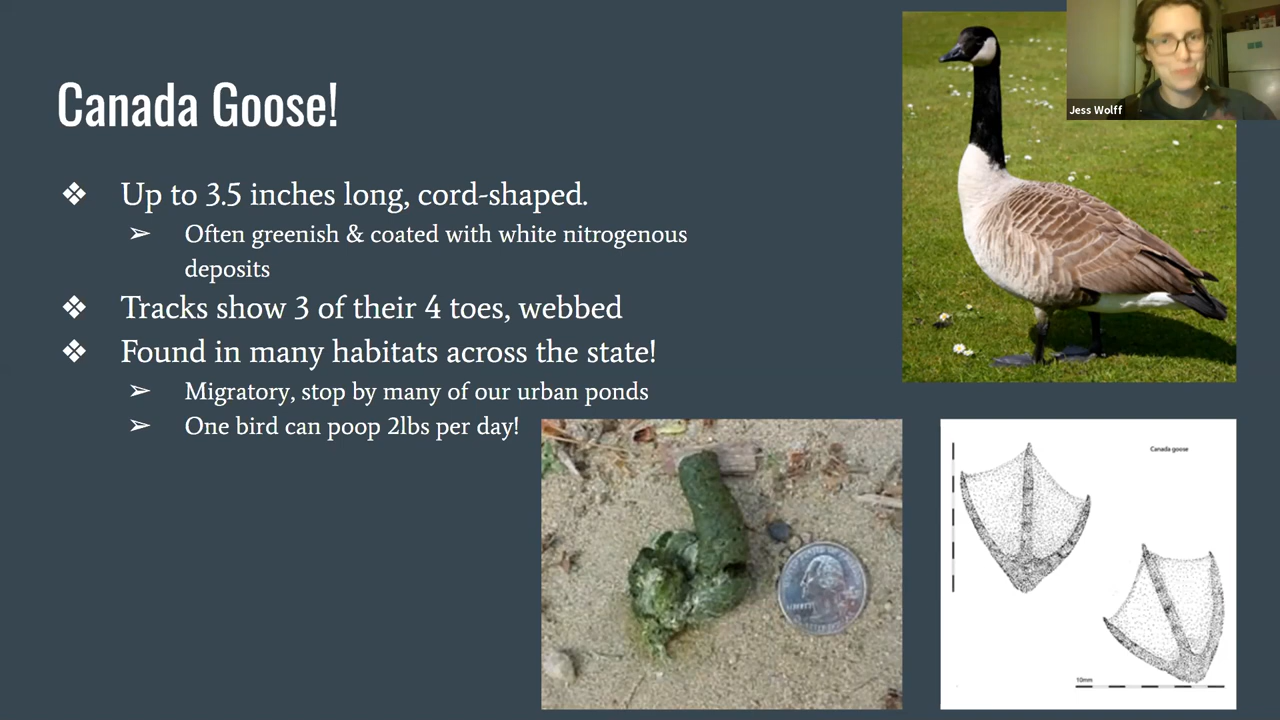 Canada Goose!
❖ Up to 3.5 inches long, cord-shaped.
➢ Often greenish & coated with white nitrogenous
deposits
❖ Tracks show 3 of their 4 toes, webbed
❖ Found in many habitats across the state!
➢ Migratory, stop by many of our urban ponds
➢ One bird can poop 2lbs per day!
Jess Wolff
LIBERTY
Canada goose
10mm